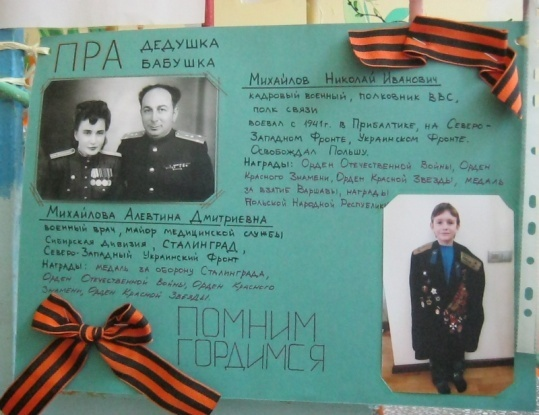 ПРА ДЕДУШКА
БАБУШКА
МИХАЙЛОВ НИКОЛАЙ ИВАНОВИЧ
КАДРОВЫЙ ВОЕННЫЙ, ПОЛКОВНИК ВВС,
ПОЛК СВЯЗИ
ВОЕВАЛ С 1941г. В ПРИБАЛТИКЕ, НА СЕВЕРО-
ЗАПАДНОМ ФРОНТЕ, УКРАИНСКОМ ФРОНТЕ.
ОСВОБОЖДАЛ ПОЛЬШУ.
НАГРАДЫ: ОРДЕН ОТЕЧЕСТВЕННОЙ ВОЙНЫ, ОРДЕН
КРАСНОГО ЗНАМЕНИ, ОРДЕН КРАСНОЙ ЗВЕЗДЫ, МЕДАЛЬ
ЗА ВЗЯТИЕ ВАРШАВЫ, НАГРАДЫ
ПОЛЬСКОЙ НАРОДНОЙ РЕСПУБЛИК
МИХАЙЛОВА АЛЕВТИНА ДМИТРИЕВНА
ВОЕННЫЙ ВРАЧ, МАЙОР МЕДИЦИНСКОЙ СЛУЖБЫ
СИБИРСКАЯ ДИВИЗИЯ, СТАЛИНГРАД,
СЕВЕРО-ЗАПАДНЫЙ УКРАИНСКИЙ ФРОНТ
НАГРАДЫ: МЕДАЛЬ ЗА ОБОРОНУ СТАЛИНГРАДА,
ОРДЕН ОТЕЧЕСТВЕННОЙ ВОЙНЫ, ОРДЕН КРАСНОГО
ЗНАМЕНИ, ОРДЕН КРАСНОЙ ЗВЕЗДЫ.
ПОМНИМ
ГОРДИМСЯ